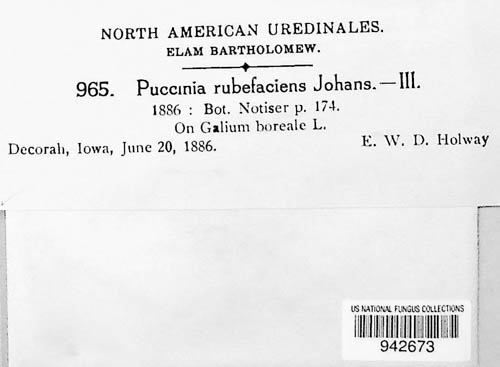 NORTH AMERICAN UREDINALES.
ELAM BARTHOLOMEW.
965. Puccinia rubefaciens Johans.—III.
1886 : Bot. Notiser p. 174.
On Galium boreale L.
Decorah, Iowa, June 20, 1886. E. W. D. Holway
US NATIONAL FUNGUS COLLECTIONS
942673